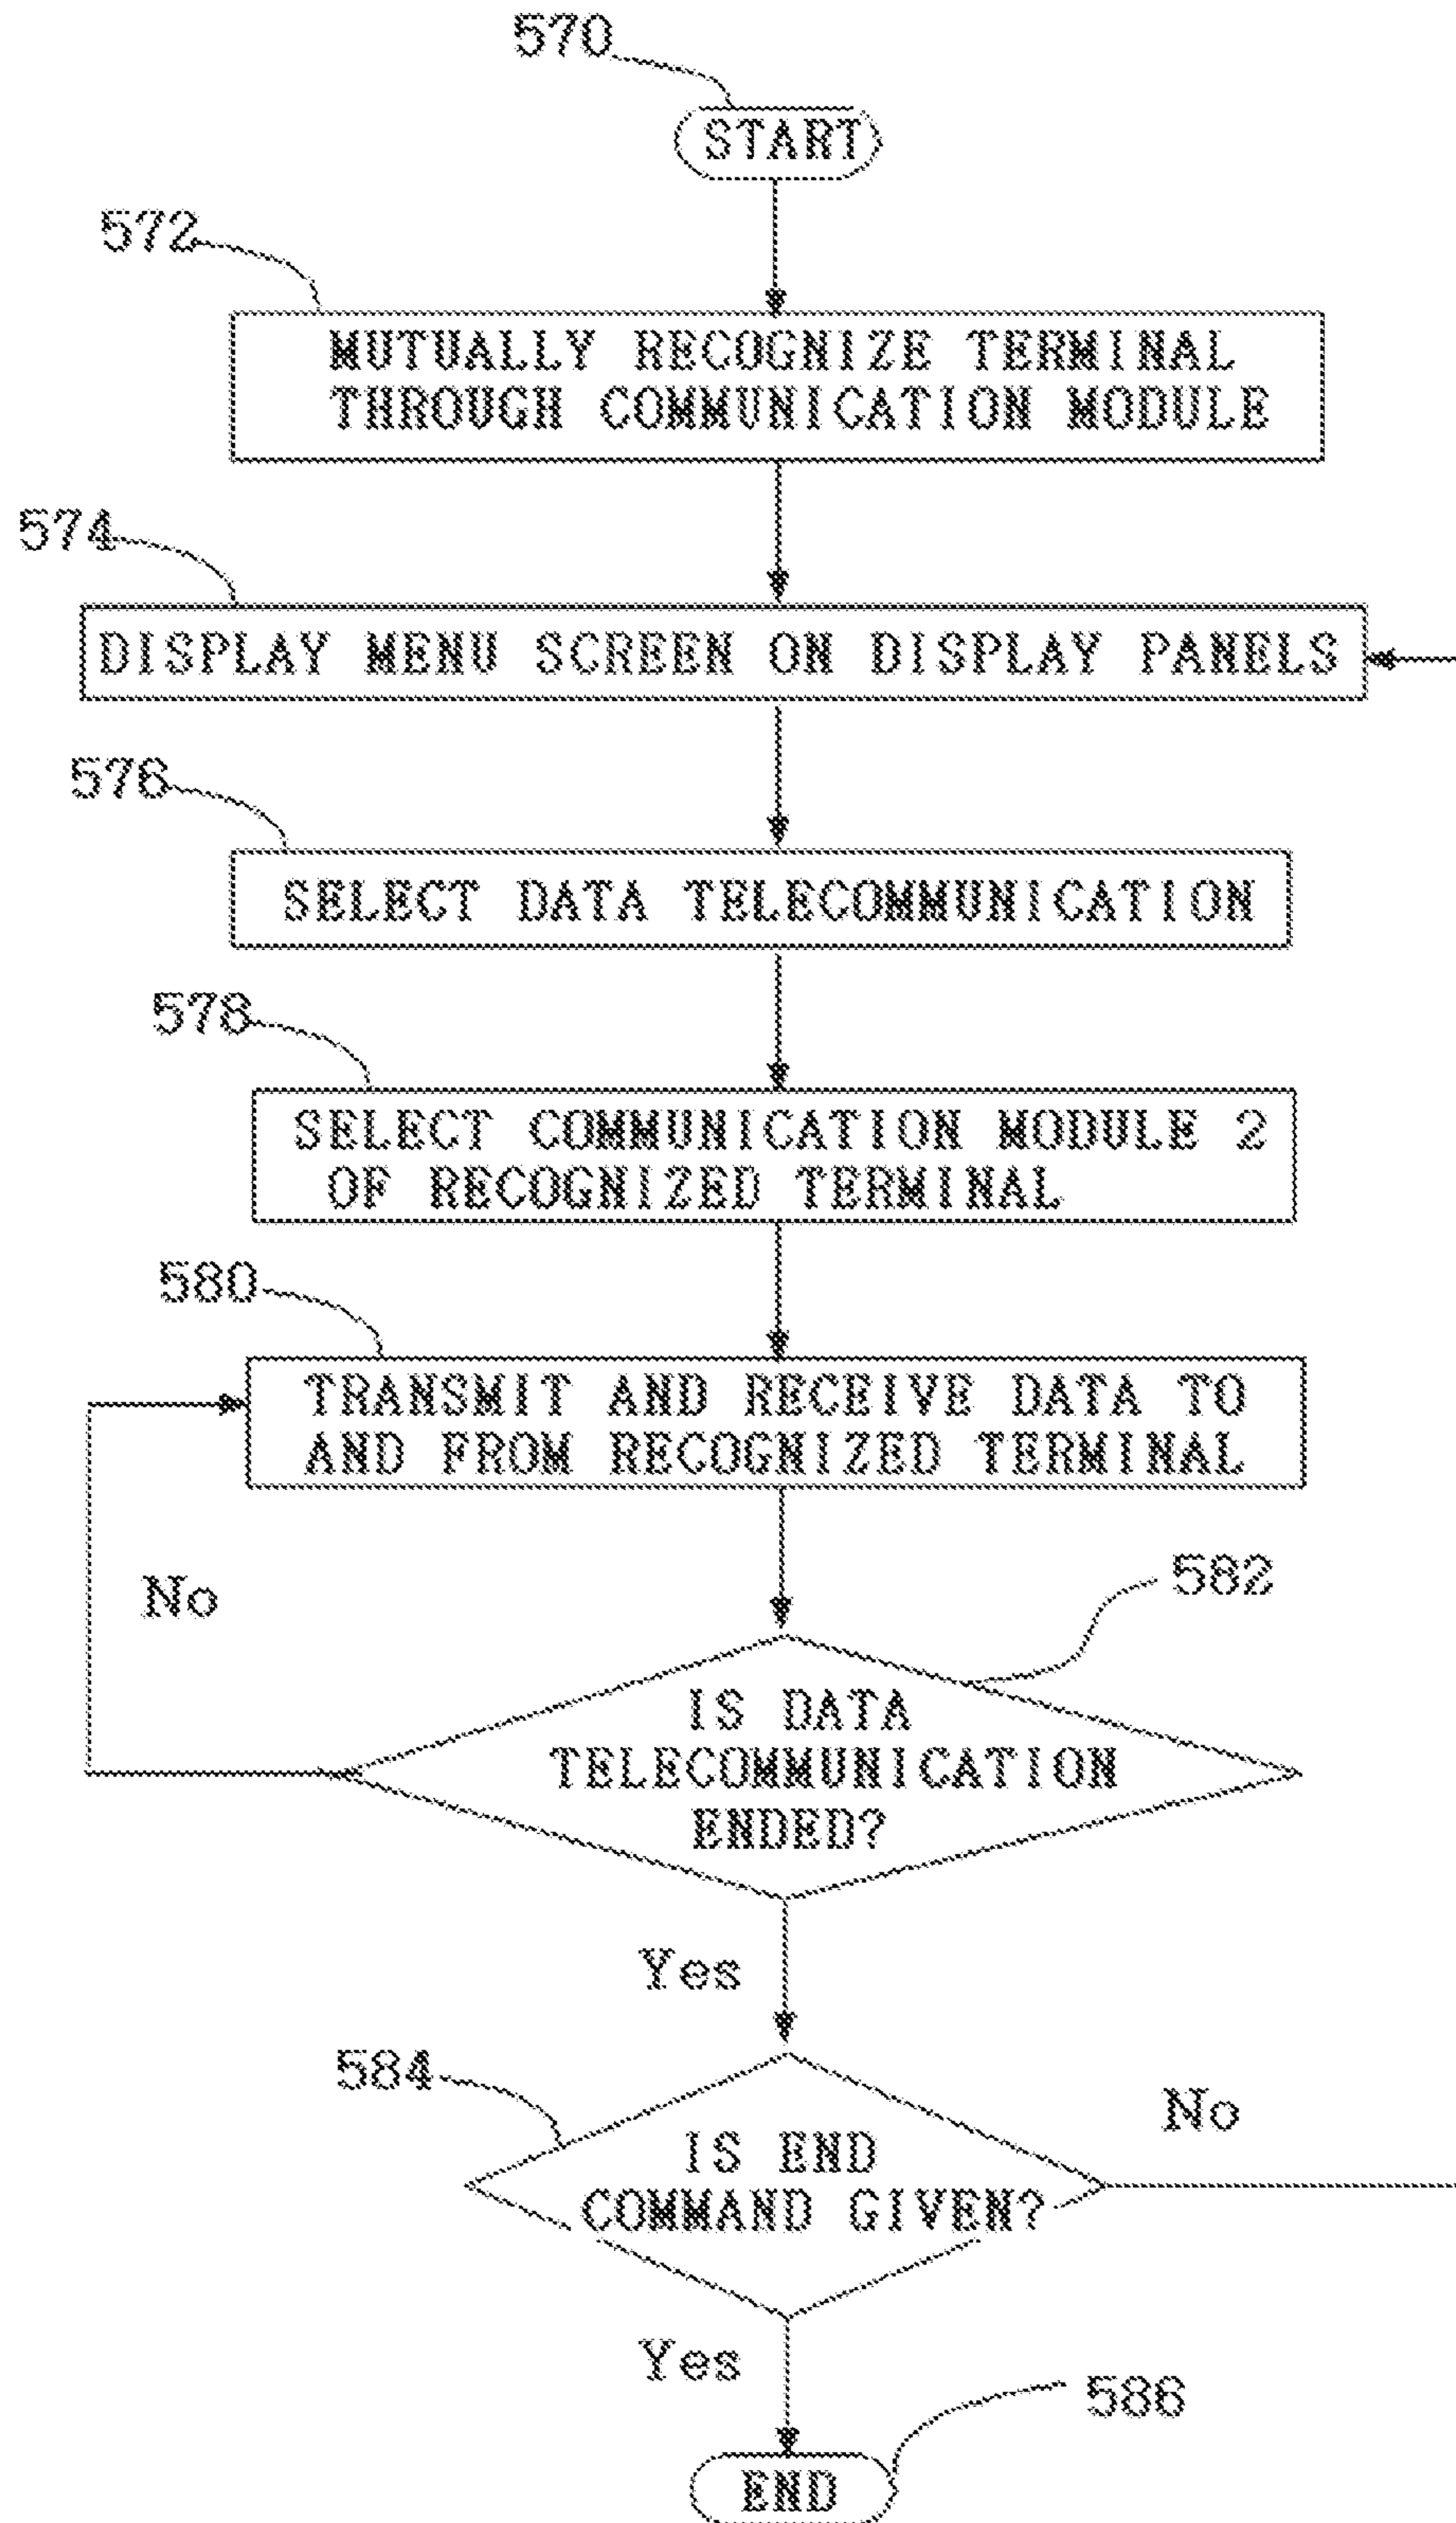 570
START
572
MUTUALLY RECOGNIZE TERMINAL
THROUGH COMMUNICATION MODULE
574
DISPLAY MENU SCREEN ON DISPLAY PANELS
576
SELECT DATA TELECOMMUNICATION
578
SELECT COMMUNICATION MODULE 2
OF RECOGNIZED TERMINAL
580
TRANSMIT AND RECEIVE DATA TO
AND FROM RECOGNIZED TERMINAL
No
582
IS DATA
TELECOMMUNICATION
ENDED?
Yes
584
No
IS END
COMMAND GIVEN?
Yes
586
END